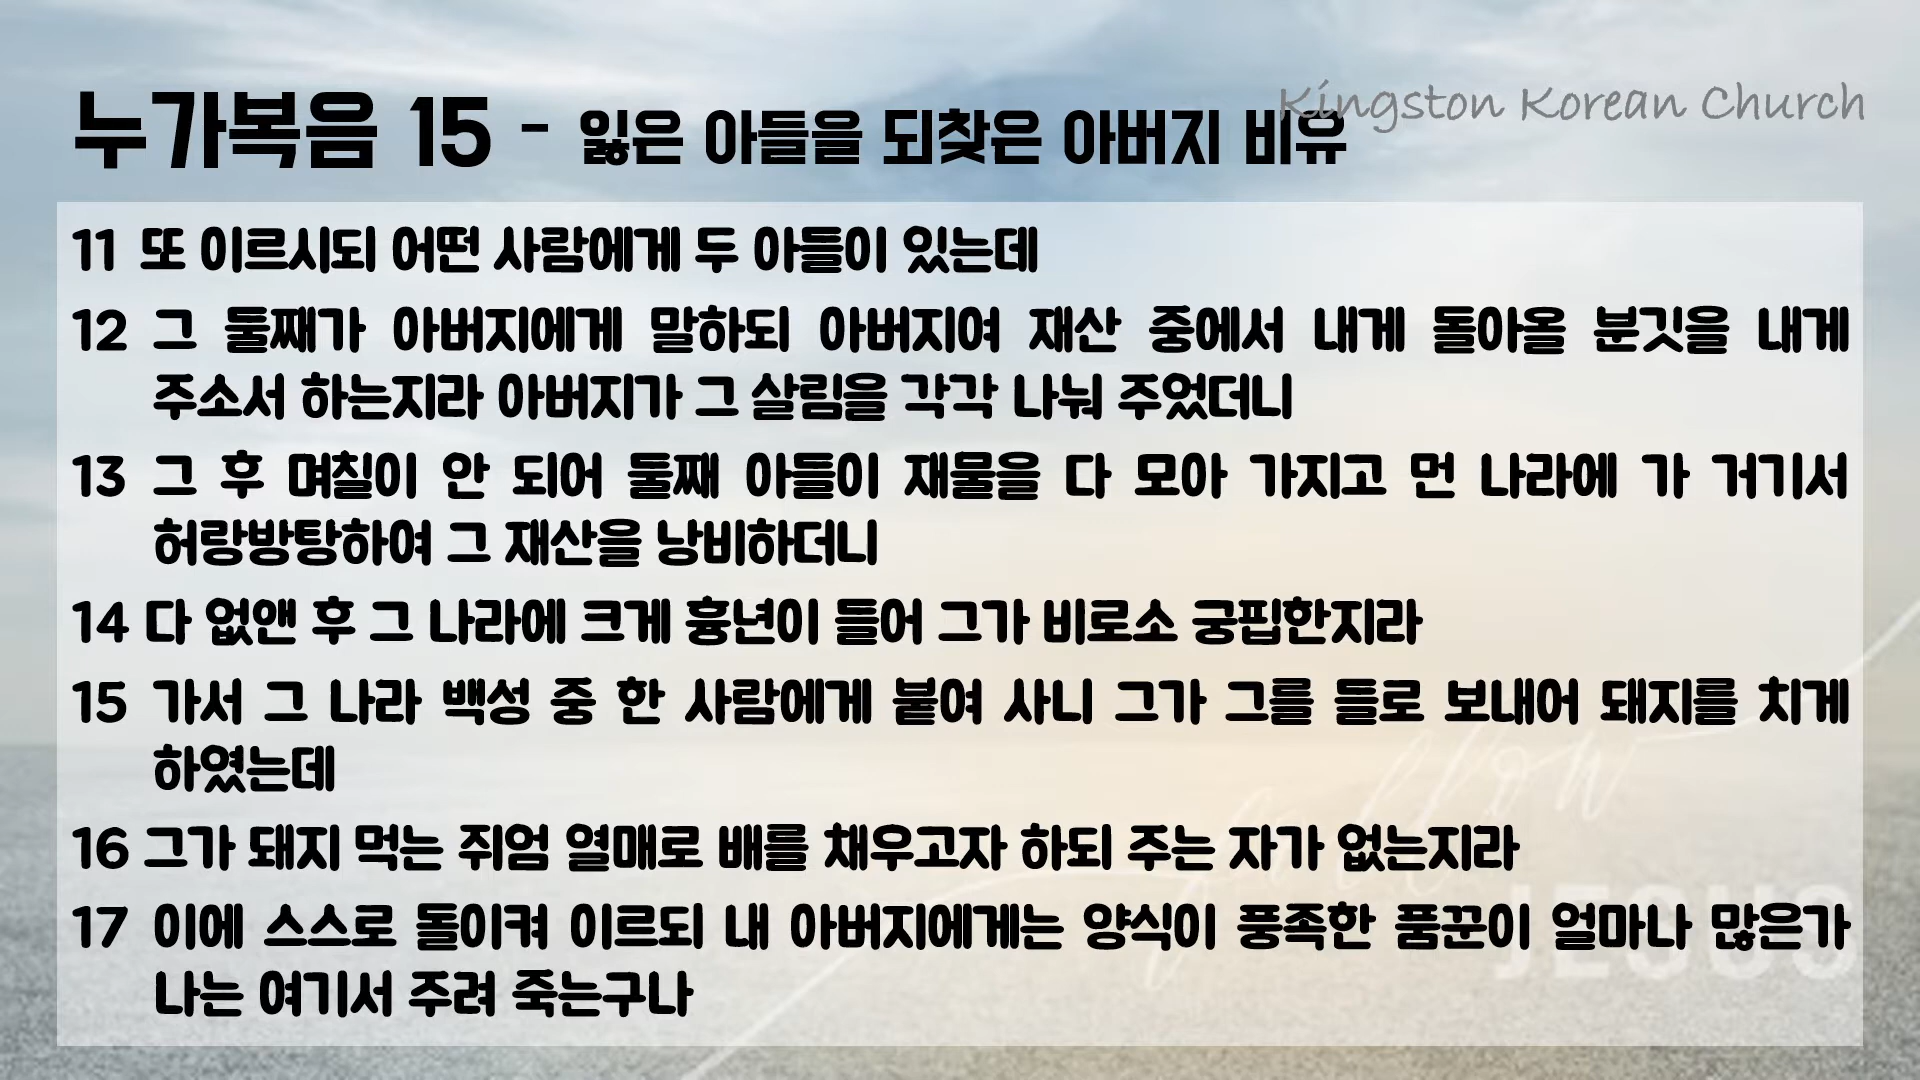 Kingston Korean Church
누가복음 15 - 잃은 아들을 되찾은 아버지 비유
11 또 이르시되 어떤 사람에게 두 아들이 있는데
12 그 둘째가 아버지에게 말하되 아버지여 재산 중에서 내게 돌아올 분깃을 내게
주소서 하는지라 아버지가 그 살림을 각각 나눠 주었더니
13 그 후 며칠이 안 되어 둘째 아들이 재물을 다 모아 가지고 먼 나라에 가 거기서
허랑방탕하여 그 재산을 낭비하더니
14 다 없앤 후 그 나라에 크게 흉년이 들어 그가 비로소 궁핍한지라
15 가서 그 나라 백성 중 한 사람에게 붙여 사니 그가 그를 들로 보내어 돼지를 치게
하였는데
16 그가 돼지 먹는 쥐엄 열매로 배를 채우고자 하되 주는 자가 없는지라
17 이에 스스로 돌이켜 이르되 내 아버지에게는 양식이 풍족한 품꾼이 얼마나 많은가
나는 여기서 주려 죽는구나
follow
JESUS